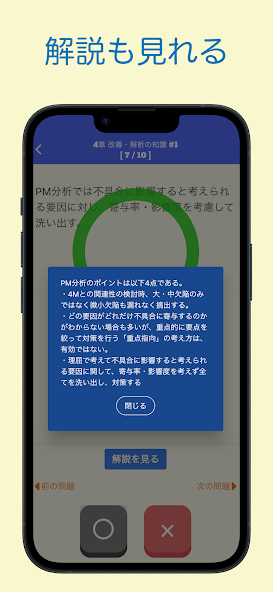 解説も見れる
4章 改善・解析の知識 #1
[ 7 / 10 ]
PM分析では不具合に影響すると考えられ
る要因に対し、寄与率・影響度を考慮して
洗い出す。
PM分析のポイントは以下4点である。
・4Mとの関連性の検討時、大・中欠陥のみ
ではなく微小欠陥も漏れなく摘出する。
・どの要因がどれだけ不具合に寄与するのか
がわからない場合も多いが、重点的に要点を
絞って対策を行う「重点指向」の考え方は、
有効ではない。
・理屈で考えて不具合に影響すると考えられ
る要因に関して、寄与率・影響度を考えず全
てを洗い出し、対策する
閉じる
解説を見る
前の問題
次の問題